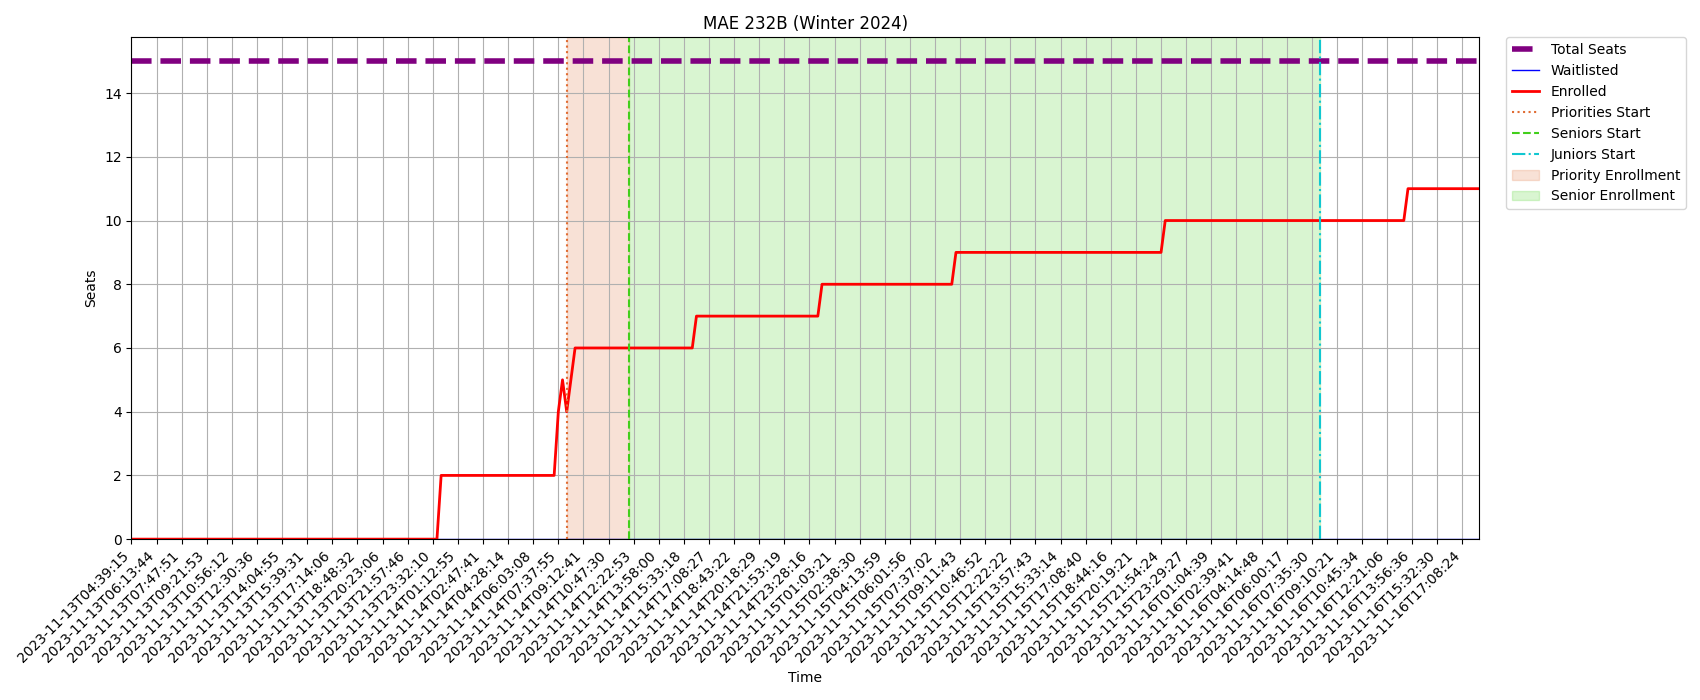 MAE 232B (Winter 2024)
Total Seats
Waitlisted
Enrolled
Priorities Start
Seniors Start
Juniors Start
Priority Enrollment
Senior Enrollment
Seats
14
12
10
8
6
4
2
0
2023-11-13T04:39:15
2023-11-13T06:13:44
2023-11-13T07:47:51
2023-11-13T09:21:53
2023-11-13T10:56:12
2023-11-13T12:30:36
2023-11-13T14:04:55
2023-11-13T15:39:31
2023-11-13T17:14:06
2023-11-13T18:48:32
2023-11-13T20:23:06
2023-11-13T21:57:46
2023-11-13T23:32:10
2023-11-14T01:12:55
2023-11-14T02:47:41
2023-11-14T04:28:14
2023-11-14T06:03:08
2023-11-14T07:37:55
2023-11-14T09:12:41
2023-11-14T10:47:30
2023-11-14T12:22:53
2023-11-14T13:58:00
2023-11-14T15:33:18
2023-11-14T17:08:27
2023-11-14T18:43:22
2023-11-14T20:18:29
2023-11-14T21:53:19
2023-11-14T23:28:16
2023-11-15T01:03:21
2023-11-15T02:38:30
2023-11-15T04:13:59
2023-11-15T06:01:56
2023-11-15T07:37:02
2023-11-15T09:11:43
2023-11-15T10:46:52
2023-11-15T12:22:22
2023-11-15T13:57:43
2023-11-15T15:33:14
2023-11-15T17:08:40
2023-11-15T18:44:16
2023-11-15T20:19:21
2023-11-15T21:54:24
2023-11-15T23:29:27
2023-11-16T01:04:39
2023-11-16T02:39:41
2023-11-16T04:14:48
2023-11-16T06:00:17
2023-11-16T07:35:30
2023-11-16T09:10:21
2023-11-16T10:45:34
2023-11-16T12:21:06
2023-11-16T13:56:36
2023-11-16T15:32:30
2023-11-16T17:08:24
Time